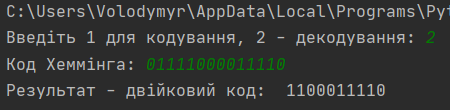 C:\Users\Volodymyr\AppData\Local\Programs\Pyt
Введіть 1 для кодування, 2 - декодування: 2
Код Хеммінга: 01111000011110
Результат - двійковий код:  1100011110